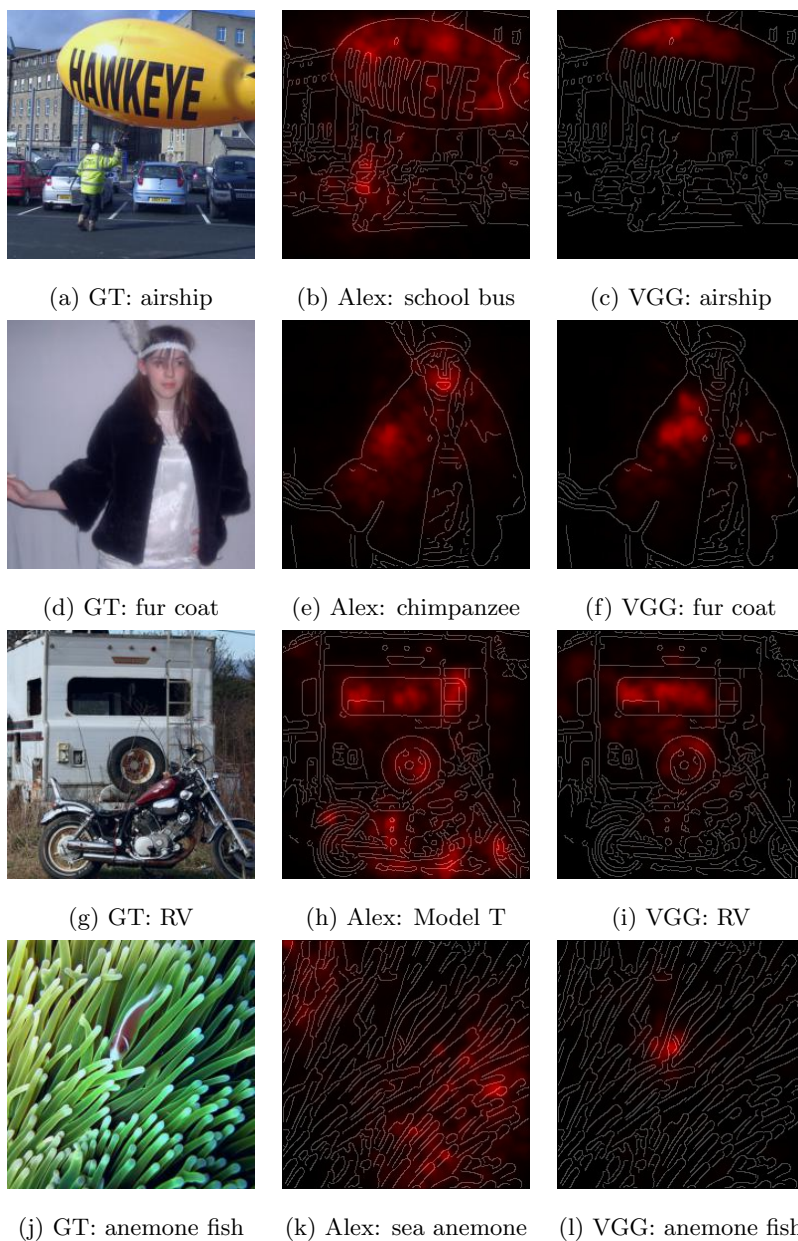 HAWKEYE
HAWKEYE
HAWKEYE
(a) GT: airship
(b) Alex: school bus
(c) VGG: airship
(d) GT: fur coat
(e) Alex: chimpanzee
(f) VGG: fur coat
(g) GT: RV
(h) Alex: Model T
(i) VGG: RV
(j) GT: anemone fish
(k) Alex: sea anemone
(l) VGG: anemone fish